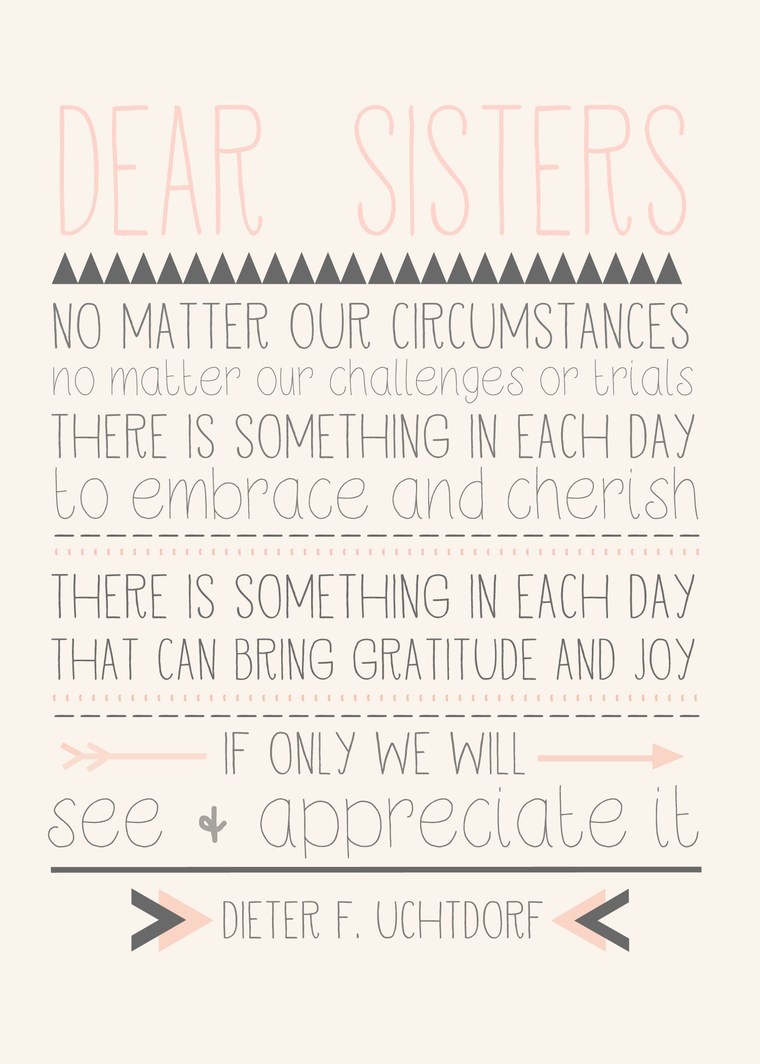 DEAR SISTERS
NO MATTER OUR CIRCUMSTANCES
no matter our challenges or trials
THERE IS SOMETHING IN EACH DAY
to embrace and cherish
THERE IS SOMETHING IN EACH DAY
THAT CAN BRING GRATITUDE AND JOY
IF ONLY WE WILL
see & appreciate it
DIETER F. UCHTDORF